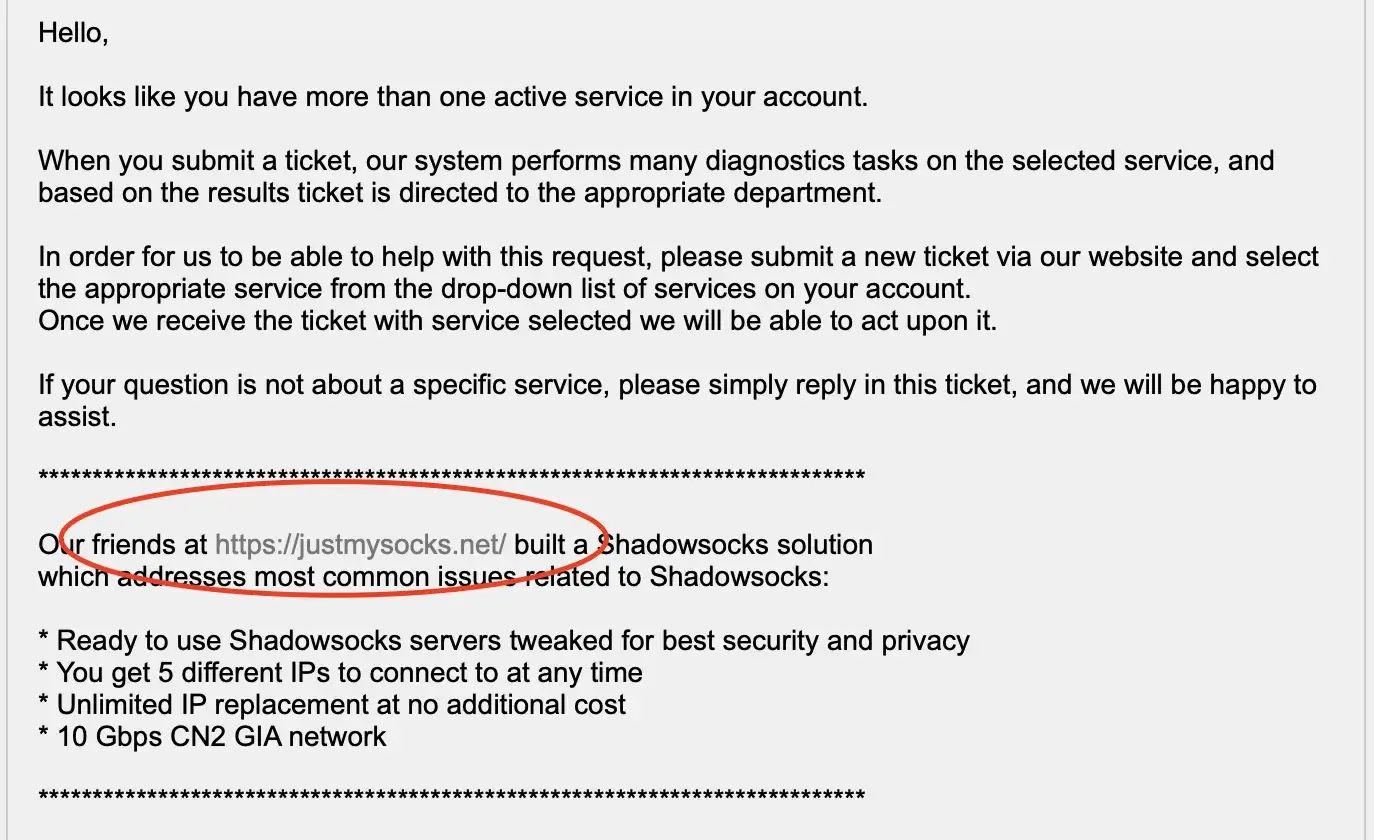 Hello,
It looks like you have more than one active service in your account.
When you submit a ticket, our system performs many diagnostics tasks on the selected service, and
based on the results ticket is directed to the appropriate department.
In order for us to be able to help with this request, please submit a new ticket via our website and select
the appropriate service from the drop-down list of services on your account.
Once we receive the ticket with service selected we will be able to act upon it.
If your question is not about a specific service, please simply reply in this ticket, and we will be happy to
assist.
******************************************************************************
Our friends at https://justmysocks.net/ built a Shadowsocks solution
which addresses most common issues related to Shadowsocks:
* Ready to use Shadowsocks servers tweaked for best security and privacy
* You get 5 different IPs to connect to at any time
* Unlimited IP replacement at no additional cost
* 10 Gbps CN2 GIA network
******************************************************************************